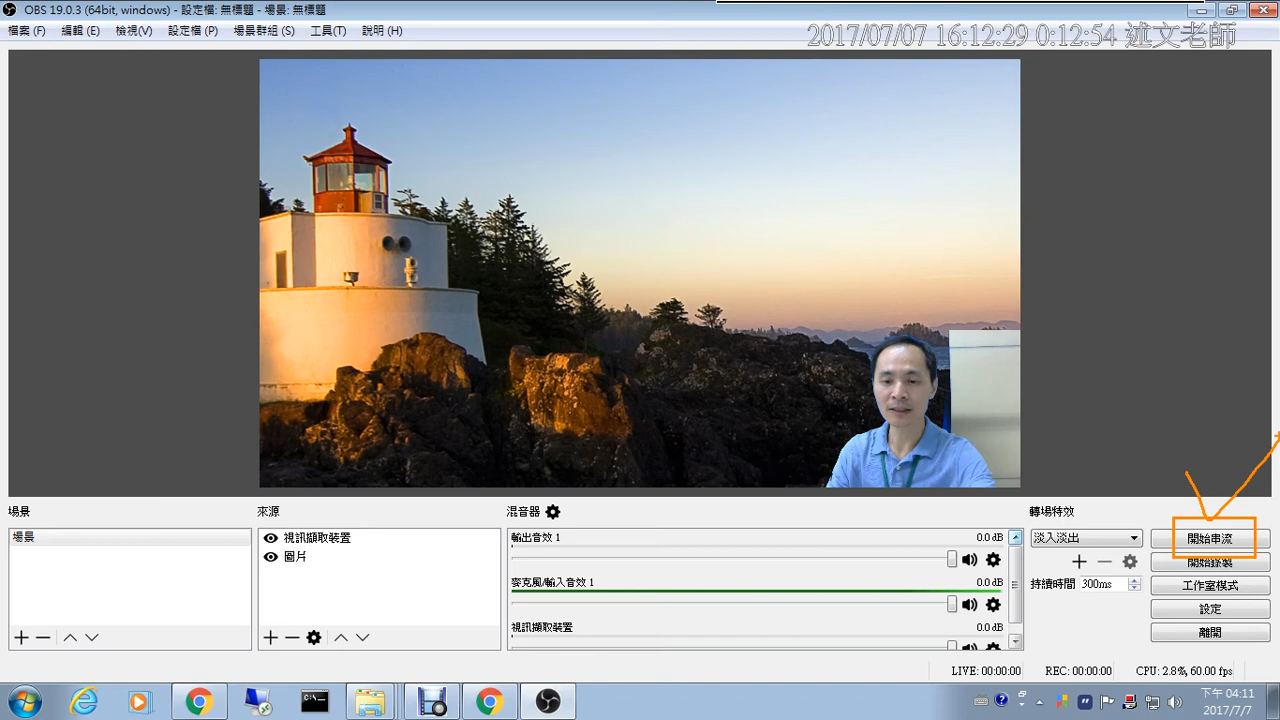 OBS 19.0.3 (64bit, windows) - 設定檔: 無標題 - 場景: 無標題
檔案 (F) 編輯 (E) 檢視(V) 設定檔 (P) 場景群組 (S) 工具(T) 說明 (H)
2017/07/07 16:12:29 0:12:54 述文老師
場景
場景
來源
視訊擷取裝置
圖片
混音器
輸出音效 1 0.0 dB
麥克風/輸入音效 1 0.0 dB
視訊擷取裝置 0.0 dB
轉場特效
淡入淡出
持續時間 300ms
開始串流
開始錄製
工作室模式
設定
離開
LIVE: 00:00:00 REC: 00:00:00 CPU: 2.8%, 60.00 fps
下午 04:11
2017/7/7